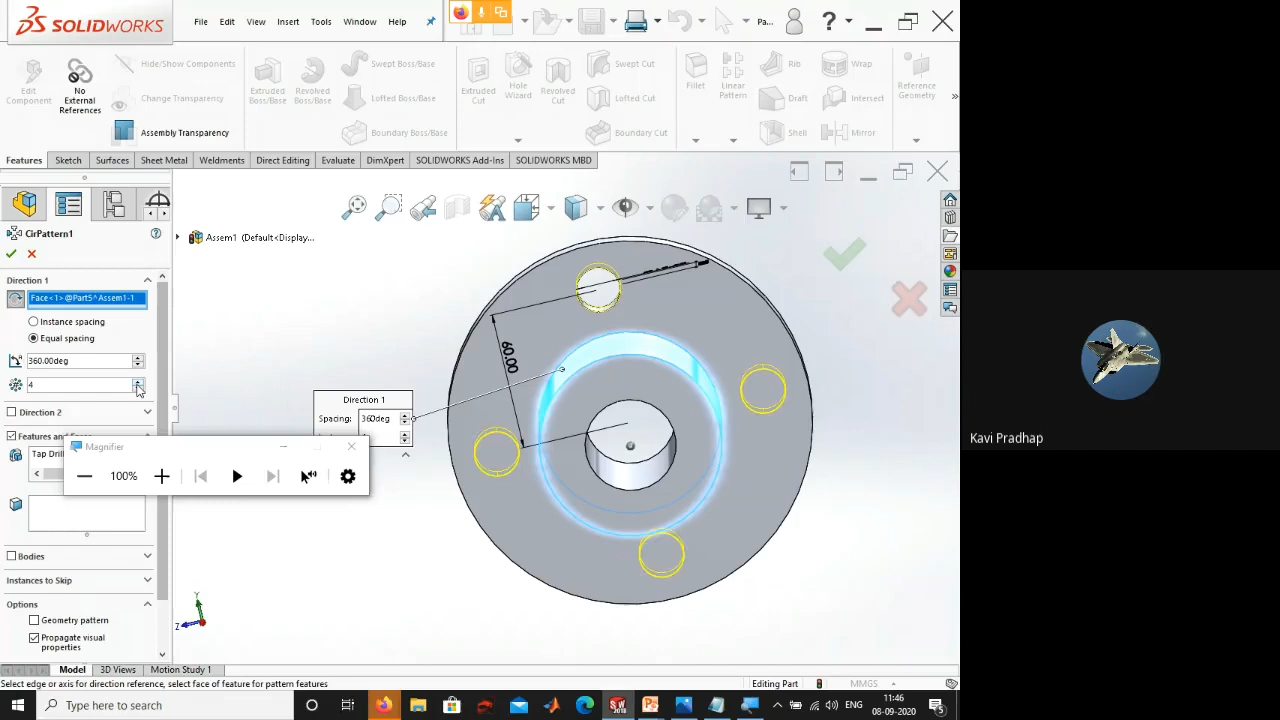 SOLIDWORKS
File Edit View Insert Tools Window Help
Pa...
?
Edit Component
No External References
Hide/Show Components
Change Transparency
Assembly Transparency
Extruded Boss/Base
Revolved Boss/Base
Swept Boss/Base
Lofted Boss/Base
Boundary Boss/Base
Extruded Cut
Hole Wizard
Revolved Cut
Swept Cut
Lofted Cut
Boundary Cut
Fillet
Linear Pattern
Rib
Draft
Shell
Wrap
Intersect
Mirror
Reference Geometry
Features Sketch Surfaces Sheet Metal Weldments Direct Editing Evaluate DimXpert SOLIDWORKS Add-Ins SOLIDWORKS MBD
CirPattern1
Assem1 (Default<Display...
Direction 1
Face<1>@Part5^Assem1-1
Instance spacing
Equal spacing
360.00deg
4
Direction 2
Features and
Tap Drill
Bodies
Instances to Skip
Options
Geometry pattern
Propagate visual properties
Magnifier
100%
Direction 1
Spacing: 360deg
60.00
Y
Z
Kavi Pradhap
Model 3D Views Motion Study 1
Select edge or axis for direction reference, select face of feature for pattern features
Editing Part
MMGS
Type here to search
ENG
11:46
08-09-2020
5